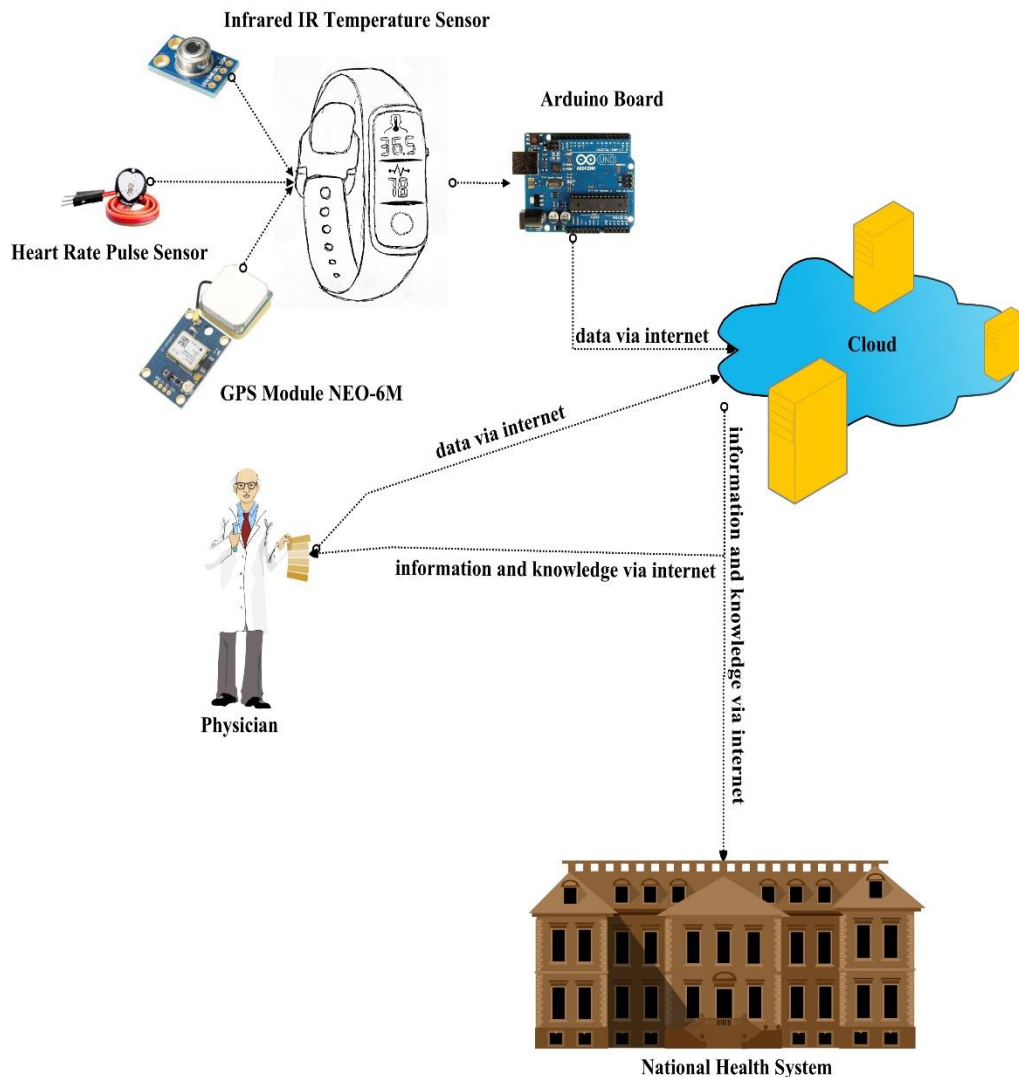 Infrared IR Temperature Sensor
Arduino Board
36.5
78
ARDUINO
UNO
Heart Rate Pulse Sensor
GPS Module NEO-6M
data via internet
Cloud
data via internet
information and knowledge via internet
information and knowledge via internet
Physician
National Health System